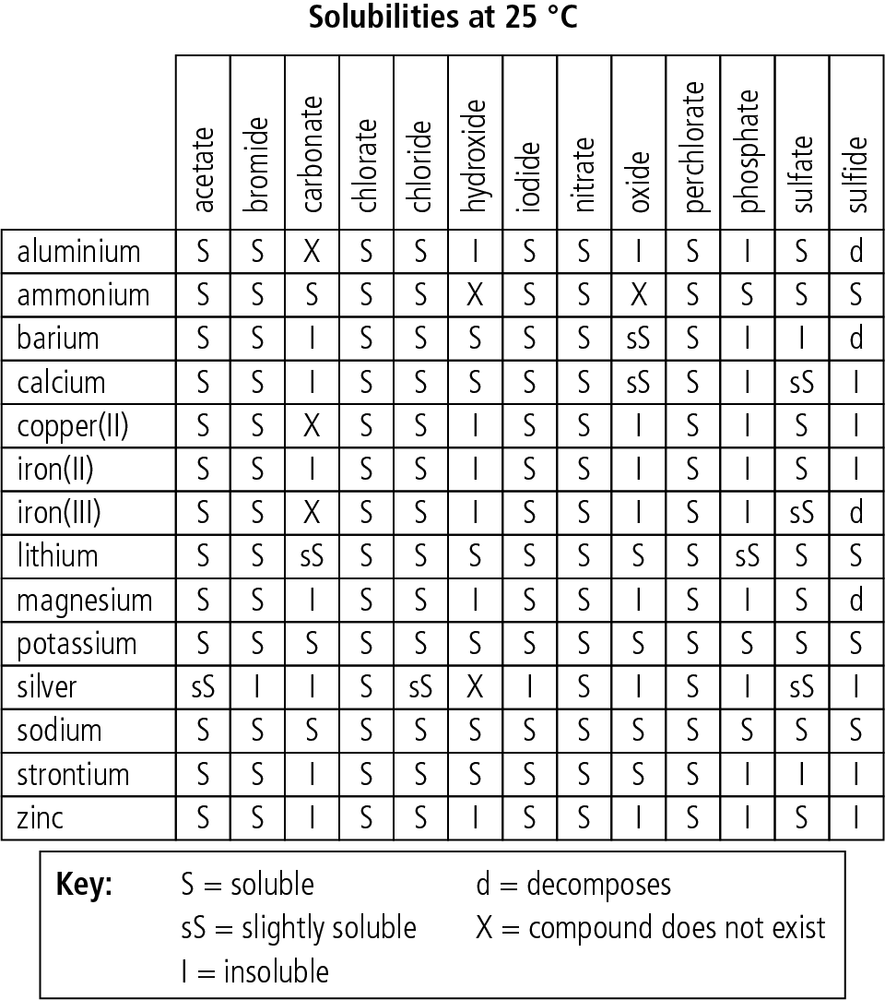 Solubilities at 25 °C
acetate bromide carbonate chlorate chloride hydroxide iodide nitrate oxide perchlorate phosphate sulfate sulfide
aluminium S S X S S I S S I S I S d
ammonium S S S S S X S S X S S S S
barium S S I S S S S S sS S I I d
calcium S S I S S S S S sS S I sS I
copper(II) S S X S S I S S I S I S I
iron(II) S S I S S I S S I S I S I
iron(III) S S X S S I S S I S I sS d
lithium S S sS S S S S S S S sS S S
magnesium S S I S S I S S I S I S d
potassium S S S S S S S S S S S S S
silver sS I I S sS X I S I S I sS I
sodium S S S S S S S S S S S S S
strontium S S I S S S S S S S I I I
zinc S S I S S I S S I S I S I
Key: S = soluble d = decomposes
sS = slightly soluble X = compound does not exist
I = insoluble